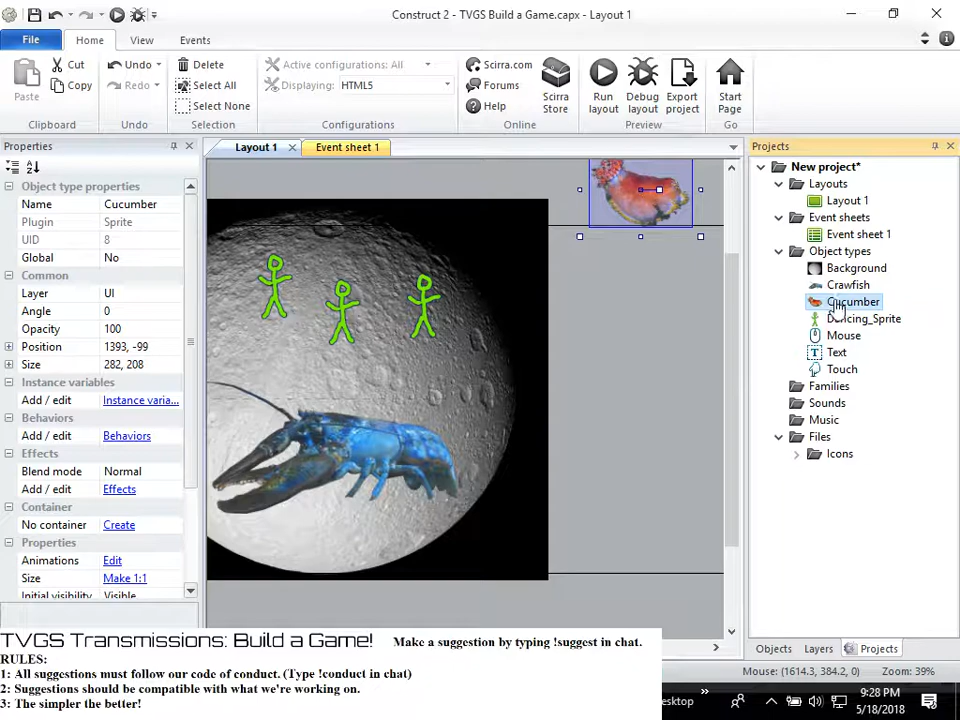 Construct 2 - TVGS Build a Game.capx - Layout 1
File Home View Events
Paste Cut Copy
Clipboard
Undo Redo
Undo
Delete Select All Select None
Selection
Active configurations: All
Displaying: HTML5
Configurations
Scirra.com Forums Help Scirra Store
Online
Run layout Debug layout Export project
Preview
Start Page
Go
Properties
Object type properties
Name Cucumber
Plugin Sprite
UID 8
Global No
Common
Layer UI
Angle 0
Opacity 100
Position 1393, -99
Size 282, 208
Instance variables
Add / edit Instance varia...
Behaviors
Add / edit Behaviors
Effects
Blend mode Normal
Add / edit Effects
Container
No container Create
Properties
Animations Edit
Size Make 1:1
Initial visibility Visible
Layout 1 Event sheet 1
Projects
New project*
Layouts
Layout 1
Event sheets
Event sheet 1
Object types
Background
Crawfish
Cucumber
Dancing_Sprite
Mouse
Text
Touch
Families
Sounds
Music
Files
Icons
Objects Layers Projects
Mouse: (1614.3, 384.2, 0) Zoom: 39%
TVGS Transmissions: Build a Game! Make a suggestion by typing !suggest in chat.
RULES:
1: All suggestions must follow our code of conduct. (Type !conduct in chat)
2: Suggestions should be compatible with what we're working on.
3: The simpler the better!
esktop
9:28 PM
5/18/2018